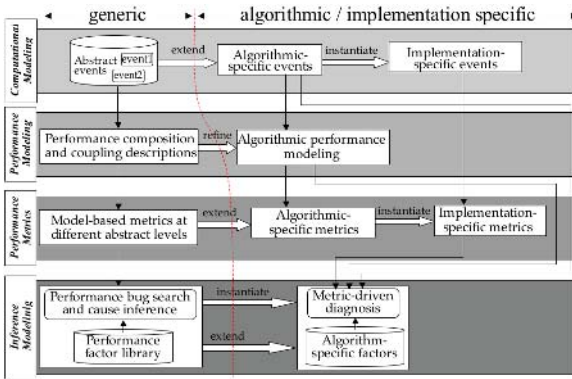 generic
algorithmic / implementation specific
Computational
Modeling
Abstract
events
event1
event2
extend
Algorithmic-
specific events
instantiate
Implementation-
specific events
Performance
Modeling
Performance composition
and coupling descriptions
refine
Algorithmic performance
modeling
Performance
Metrics
Model-based metrics at
different abstract levels
extend
Algorithmic-
specific metrics
instantiate
Implementation-
specific metrics
Inference
Modelinig
Performance bug search
and cause inference
instantiate
Metric-driven
diagnosis
Performance
factor library
extend
Algorithm-
specific factors